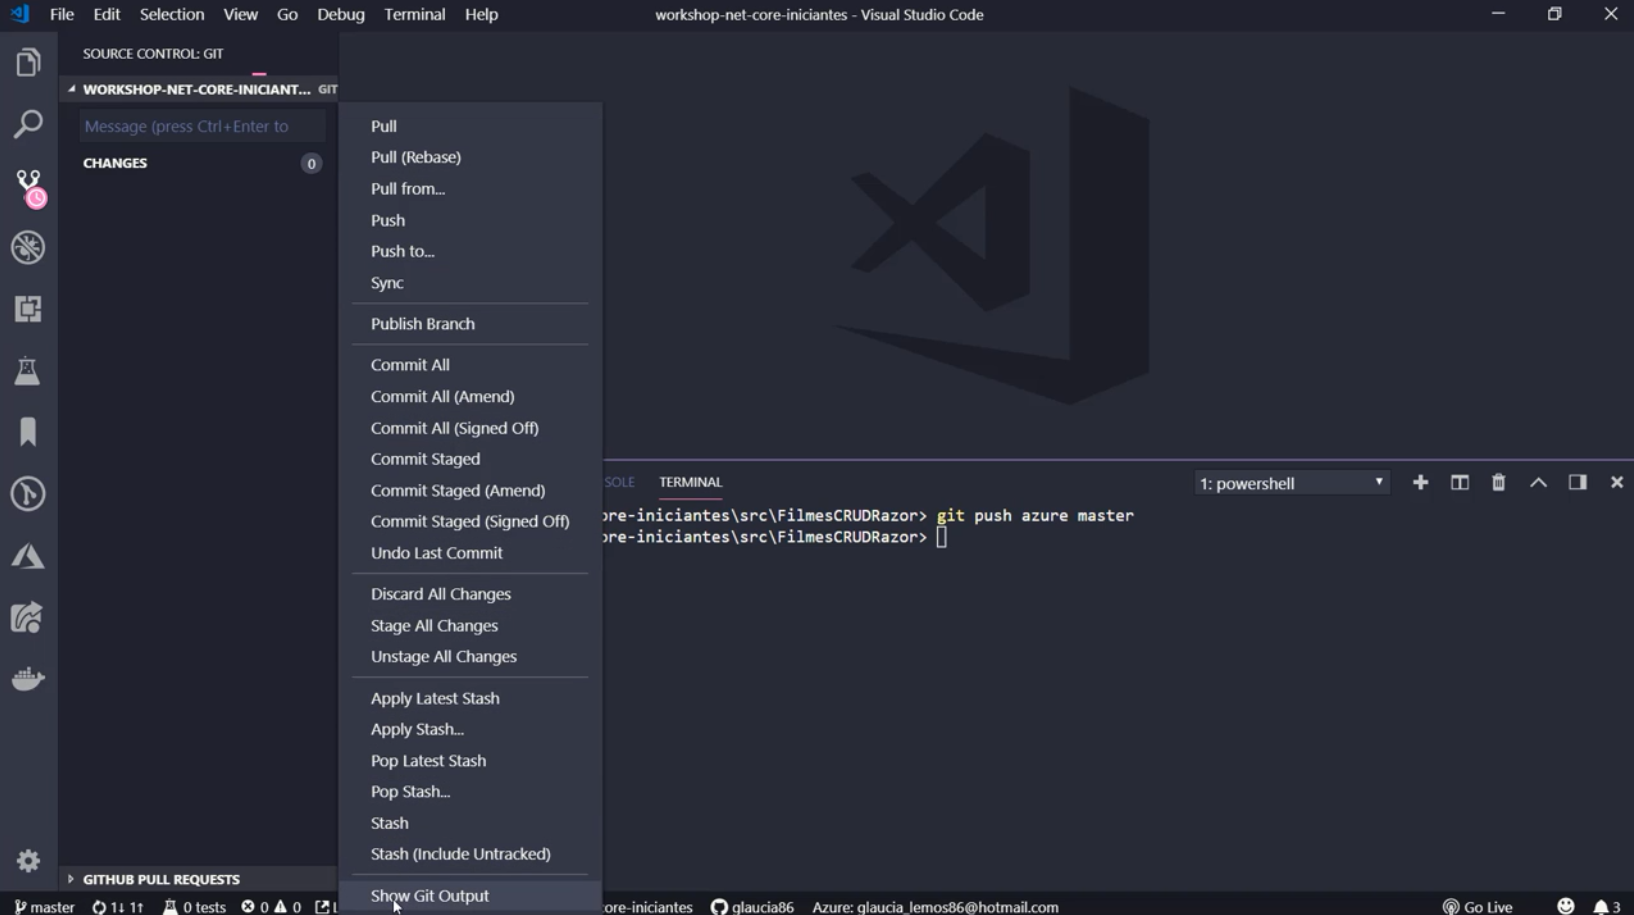 File Edit Selection View Go Debug Terminal Help
workshop-net-core-iniciantes - Visual Studio Code
SOURCE CONTROL: GIT
WORKSHOP-NET-CORE-INICIANT... GIT
Message (press Ctrl+Enter to
CHANGES 0
Pull
Pull (Rebase)
Pull from...
Push
Push to...
Sync
Publish Branch
Commit All
Commit All (Amend)
Commit All (Signed Off)
Commit Staged
Commit Staged (Amend)
Commit Staged (Signed Off)
Undo Last Commit
Discard All Changes
Stage All Changes
Unstage All Changes
Apply Latest Stash
Apply Stash...
Pop Latest Stash
Pop Stash...
Stash
Stash (Include Untracked)
Show Git Output
SOLE TERMINAL 1: powershell
ore-iniciantes\src\FilmesCRUDRazor> git push azure master
ore-iniciantes\src\FilmesCRUDRazor>
GITHUB PULL REQUESTS
master 1↓ 1↑ 0 tests 0 0 ore-iniciantes glaucia86 Azure: glaucia_lemos86@hotmail.com Go Live 3